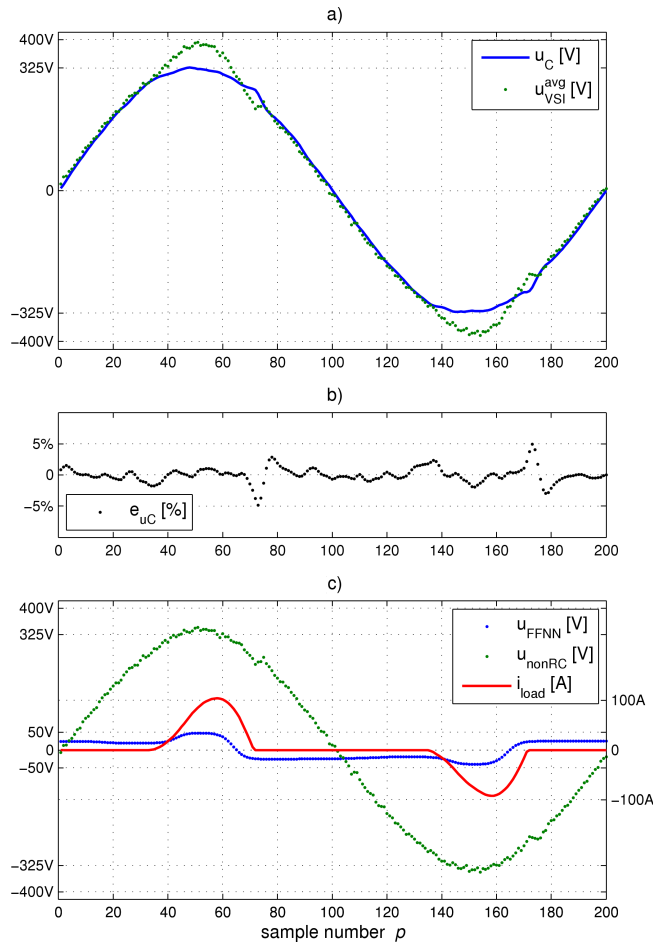 a)
400V
325V
0
−325V
−400V
u_C [V]
u_VSI^avg [V]
0 20 40 60 80 100 120 140 160 180 200
b)
5%
0
−5%
e_uC [%]
0 20 40 60 80 100 120 140 160 180 200
c)
400V
325V
50V
0
−50V
−325V
−400V
u_FFNN [V]
u_nonRC [V]
i_load [A]
100A
0
−100A
0 20 40 60 80 100 120 140 160 180 200
sample number p